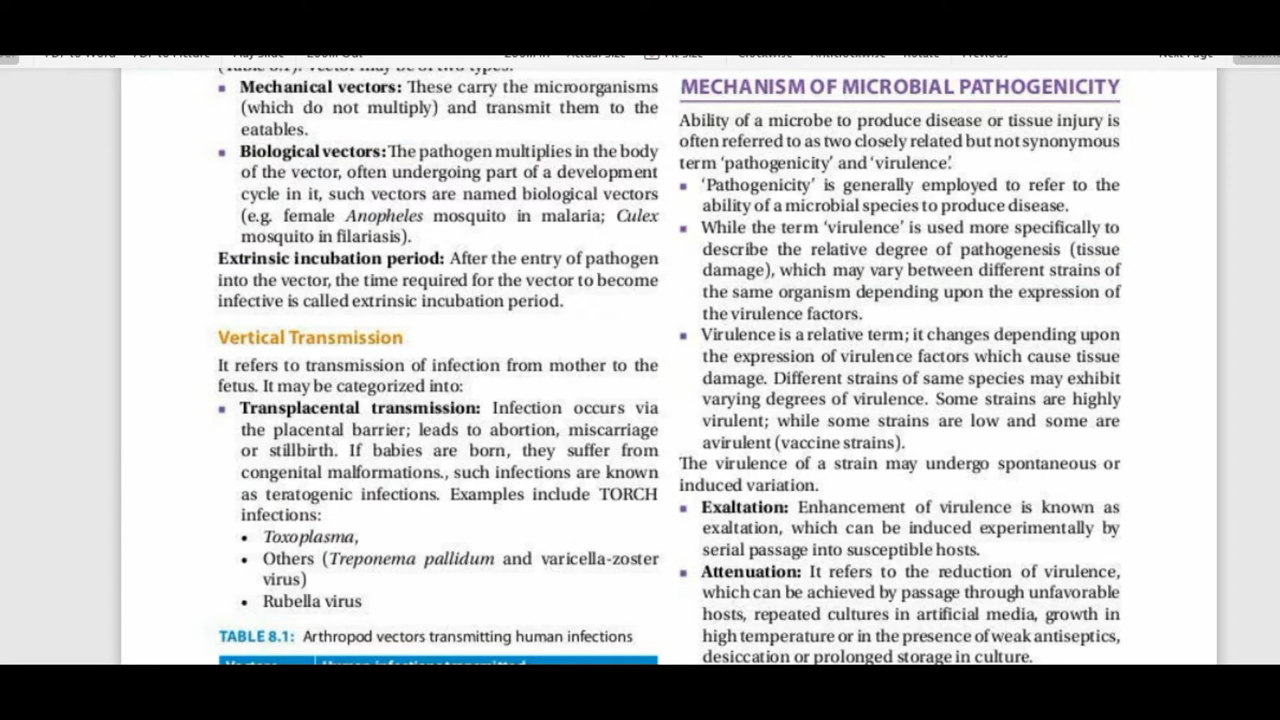 (Table 8.1). Vector may be of two types:
▪ Mechanical vectors: These carry the microorganisms
(which do not multiply) and transmit them to the
eatables.
▪ Biological vectors: The pathogen multiplies in the body
of the vector, often undergoing part of a development
cycle in it, such vectors are named biological vectors
(e.g. female Anopheles mosquito in malaria; Culex
mosquito in filariasis).
Extrinsic incubation period: After the entry of pathogen
into the vector, the time required for the vector to become
infective is called extrinsic incubation period.
Vertical Transmission
It refers to transmission of infection from mother to the
fetus. It may be categorized into:
▪ Transplacental transmission: Infection occurs via
the placental barrier; leads to abortion, miscarriage
or stillbirth. If babies are born, they suffer from
congenital malformations., such infections are known
as teratogenic infections. Examples include TORCH
infections:
• Toxoplasma,
• Others (Treponema pallidum and varicella-zoster
virus)
• Rubella virus
TABLE 8.1: Arthropod vectors transmitting human infections
Vectors Human infections transmitted
MECHANISM OF MICROBIAL PATHOGENICITY
Ability of a microbe to produce disease or tissue injury is
often referred to as two closely related but not synonymous
term ‘pathogenicity’ and ‘virulence’.
▪ ‘Pathogenicity’ is generally employed to refer to the
ability of a microbial species to produce disease.
▪ While the term ‘virulence’ is used more specifically to
describe the relative degree of pathogenesis (tissue
damage), which may vary between different strains of
the same organism depending upon the expression of
the virulence factors.
▪ Virulence is a relative term; it changes depending upon
the expression of virulence factors which cause tissue
damage. Different strains of same species may exhibit
varying degrees of virulence. Some strains are highly
virulent; while some strains are low and some are
avirulent (vaccine strains).
The virulence of a strain may undergo spontaneous or
induced variation.
▪ Exaltation: Enhancement of virulence is known as
exaltation, which can be induced experimentally by
serial passage into susceptible hosts.
▪ Attenuation: It refers to the reduction of virulence,
which can be achieved by passage through unfavorable
hosts, repeated cultures in artificial media, growth in
high temperature or in the presence of weak antiseptics,
desiccation or prolonged storage in culture.